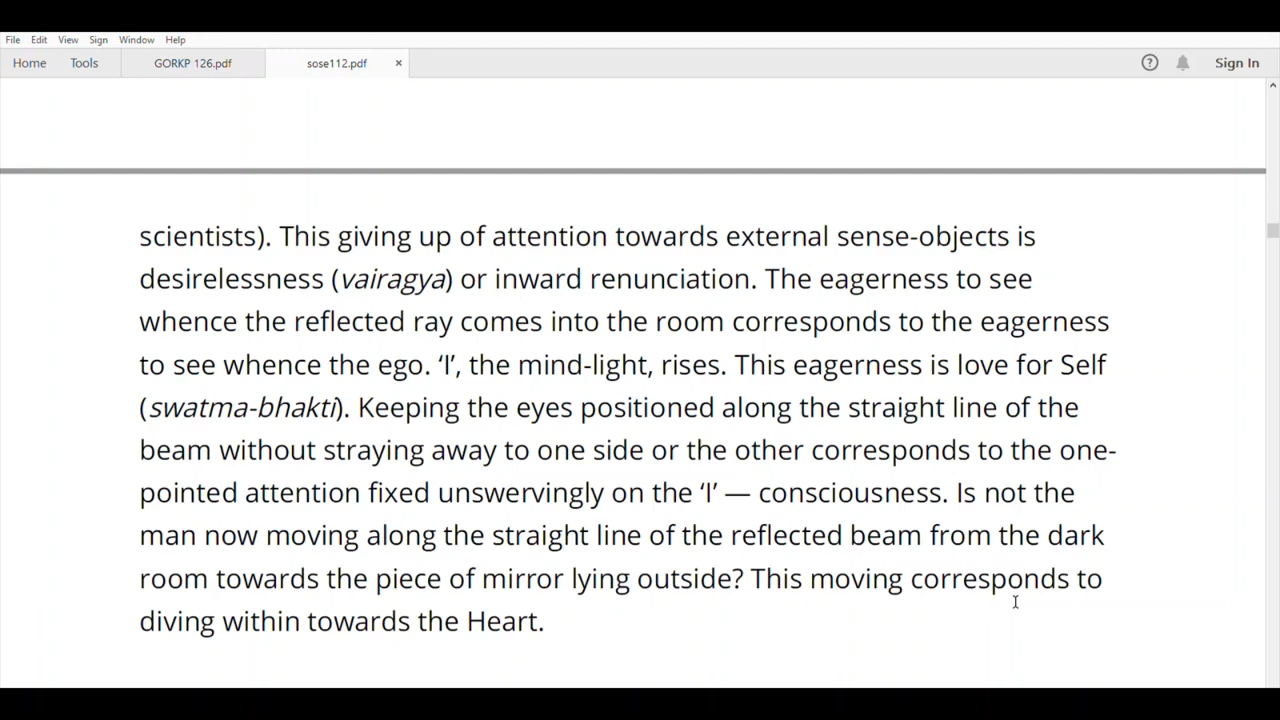 File Edit View Sign Window Help
Home Tools GORKP 126.pdf sose112.pdf × ? Sign In
scientists). This giving up of attention towards external sense-objects is
desirelessness (vairagya) or inward renunciation. The eagerness to see
whence the reflected ray comes into the room corresponds to the eagerness
to see whence the ego. ‘I’, the mind-light, rises. This eagerness is love for Self
(swatma-bhakti). Keeping the eyes positioned along the straight line of the
beam without straying away to one side or the other corresponds to the one-
pointed attention fixed unswervingly on the ‘I’ — consciousness. Is not the
man now moving along the straight line of the reflected beam from the dark
room towards the piece of mirror lying outside? This moving corresponds to
diving within towards the Heart.